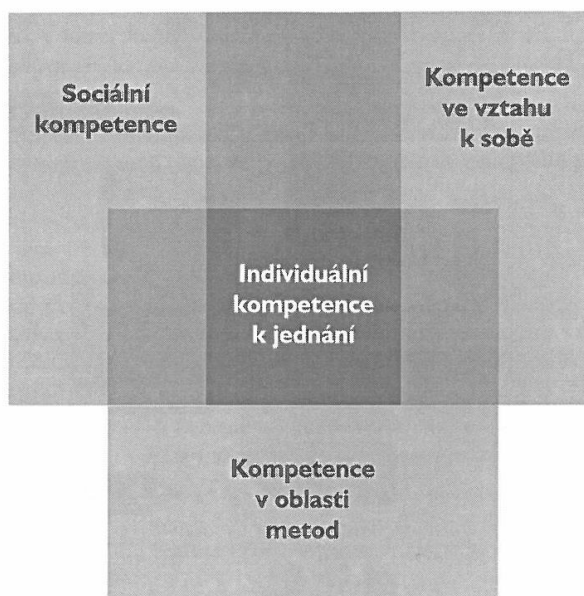 Sociální
kompetence
Kompetence
ve vztahu
k sobě
Individuální
kompetence
k jednání
Kompetence
v oblasti
metod